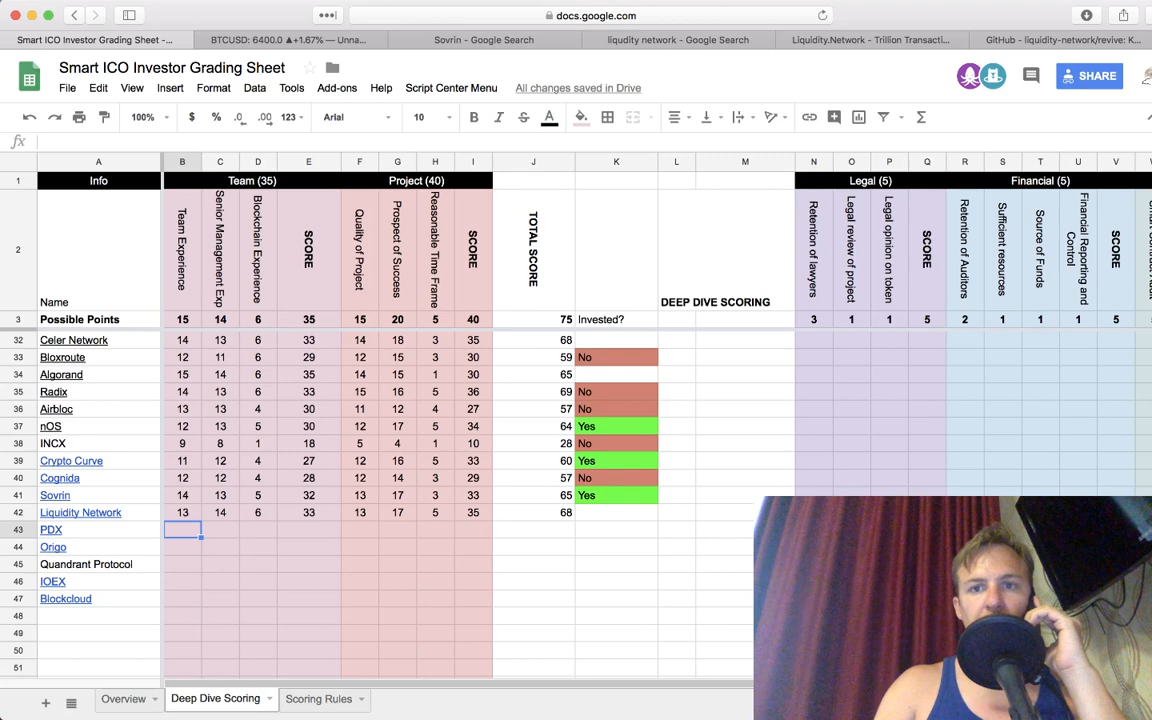 docs.google.com
Smart ICO Investor Grading Sheet -...
BTCUSD: 6400.0 ▲+1.67% — Unna...
Sovrin - Google Search
liqudity network - Google Search
Liquidity.Network - Trillion Transacti...
GitHub - liquidity-network/revive: K...
Smart ICO Investor Grading Sheet
File Edit View Insert Format Data Tools Add-ons Help Script Center Menu All changes saved in Drive
SHARE
100% $ % .0 .00 123 Arial 10 B I S A
fx
A B C D E F G H I J K L M N O P Q R S T U V
1 Info Team (35) Project (40) Legal (5) Financial (5)
2 Name Team Experience Senior Management Exp Blockchain Experience SCORE Quality of Project Prospect of Success Reasonable Time Frame SCORE TOTAL SCORE DEEP DIVE SCORING Retention of lawyers Legal review of project Legal opinion on token SCORE Retention of Auditors Sufficient resources Source of Funds Financial Reporting and Control SCORE
3 Possible Points 15 14 6 35 15 20 5 40 75 Invested? 3 1 1 5 2 1 1 1 5
32 Celer Network 14 13 6 33 14 18 3 35 68
33 Bloxroute 12 11 6 29 12 15 3 30 59 No
34 Algorand 15 14 6 35 14 15 1 30 65
35 Radix 14 13 6 33 15 16 5 36 69 No
36 Airbloc 13 13 4 30 11 12 4 27 57 No
37 nOS 12 13 5 30 12 17 5 34 64 Yes
38 INCX 9 8 1 18 5 4 1 10 28 No
39 Crypto Curve 11 12 4 27 12 16 5 33 60 Yes
40 Cognida 12 12 4 28 12 14 3 29 57 No
41 Sovrin 14 13 5 32 13 17 3 33 65 Yes
42 Liquidity Network 13 14 6 33 13 17 5 35 68
43 PDX
44 Origo
45 Quandrant Protocol
46 IOEX
47 Blockcloud
48
49
50
51
Overview Deep Dive Scoring Scoring Rules